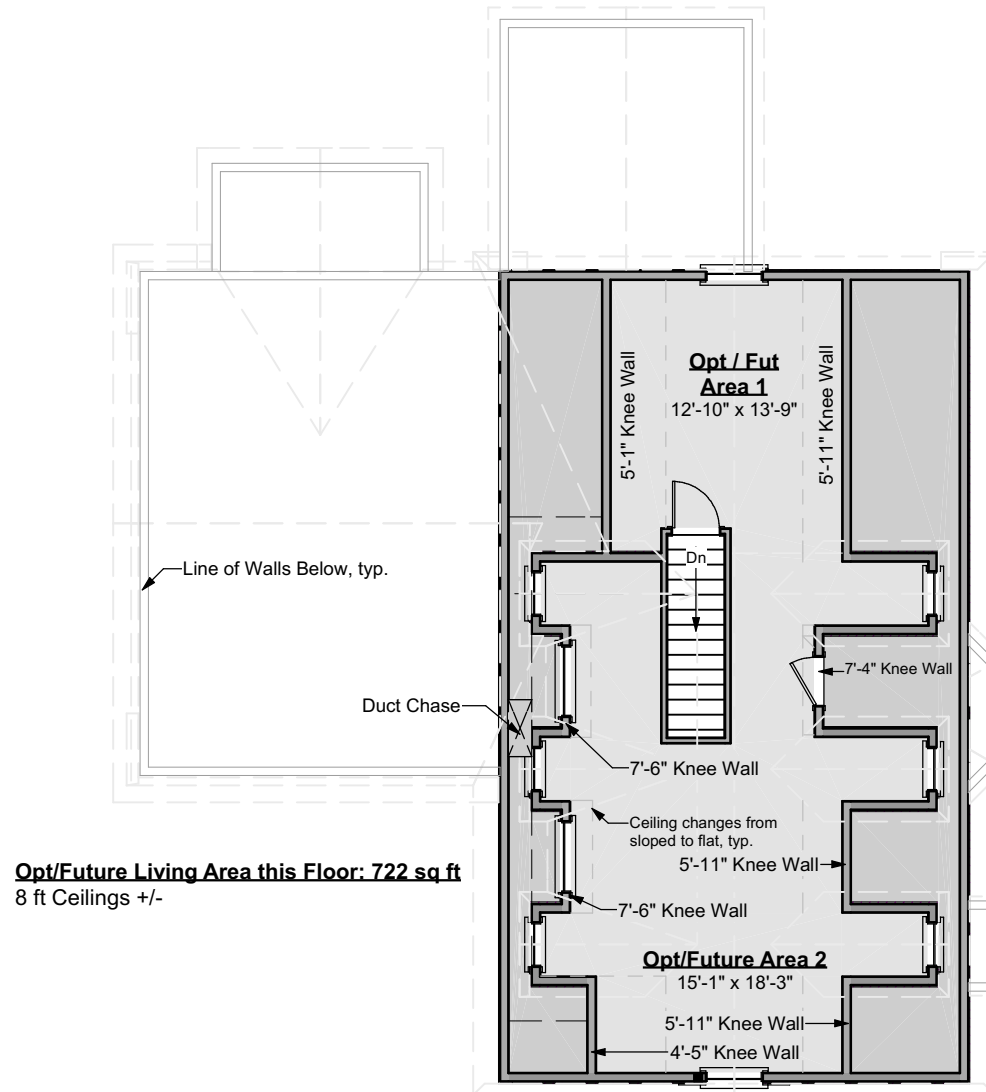 Opt / Fut
Area 1
12'-10" x 13'-9"
5'-1" Knee Wall
5'-11" Knee Wall
Dn
Line of Walls Below, typ.
7'-4" Knee Wall
Duct Chase
7'-6" Knee Wall
Ceiling changes from
sloped to flat, typ.
5'-11" Knee Wall
Opt/Future Living Area this Floor: 722 sq ft
8 ft Ceilings +/-
7'-6" Knee Wall
Opt/Future Area 2
15'-1" x 18'-3"
5'-11" Knee Wall
4'-5" Knee Wall